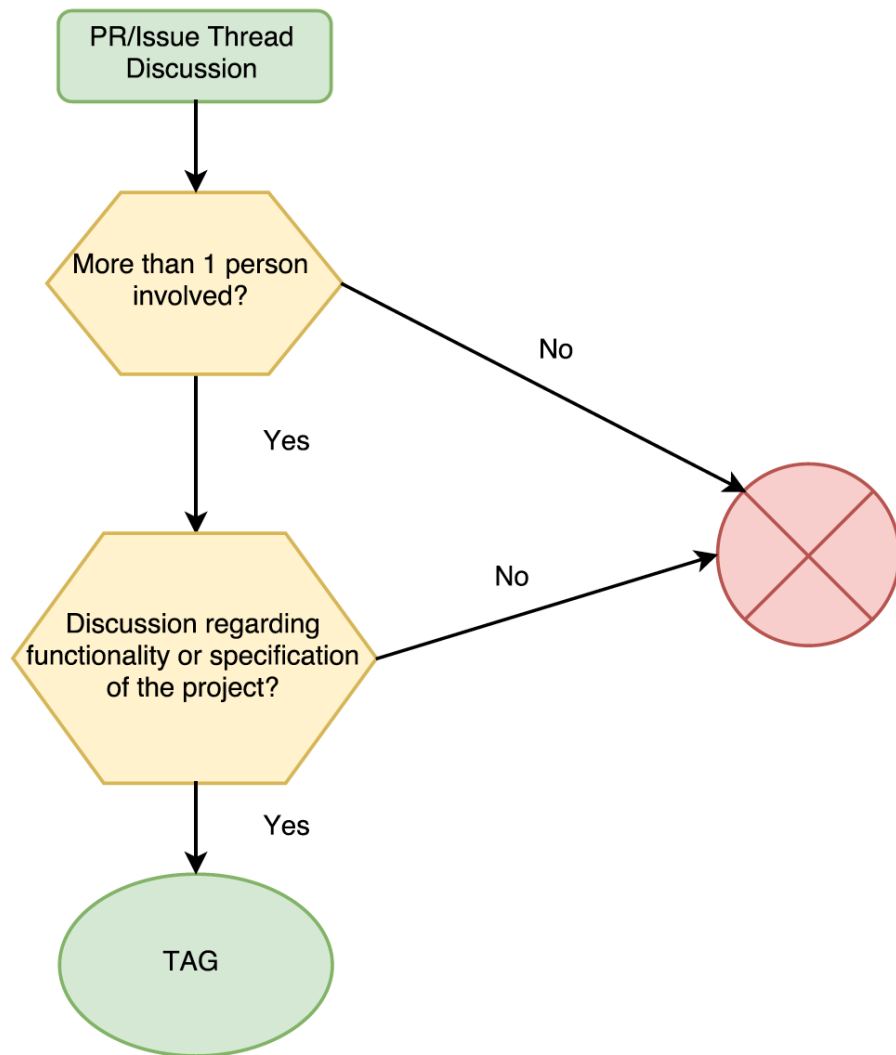 PR/Issue Thread
Discussion
More than 1 person
involved?
No
Yes
No
Discussion regarding
functionality or specification
of the project?
Yes
TAG